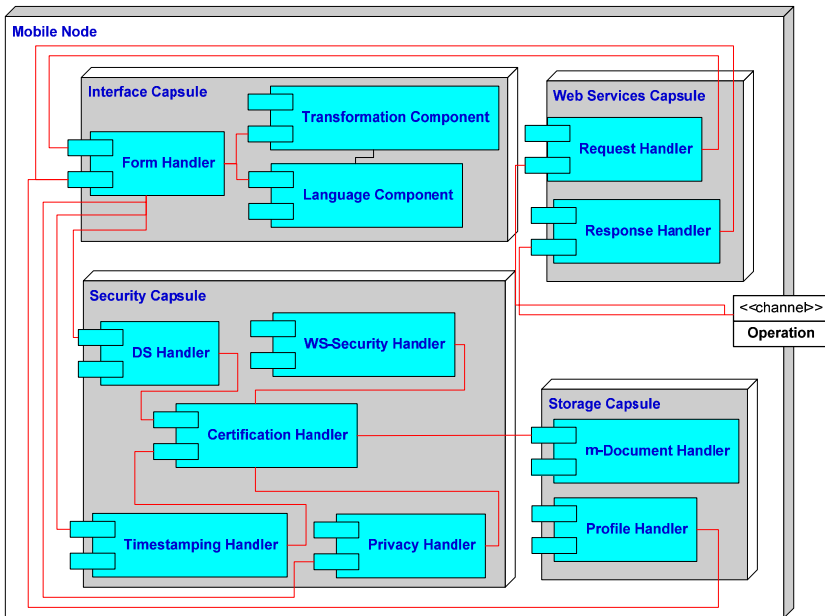 Mobile Node
Interface Capsule
Transformation Component
Form Handler
Language Component
Web Services Capsule
Request Handler
Response Handler
<<channel>>
Operation
Security Capsule
DS Handler
WS-Security Handler
Certification Handler
Timestamping Handler
Privacy Handler
Storage Capsule
m-Document Handler
Profile Handler